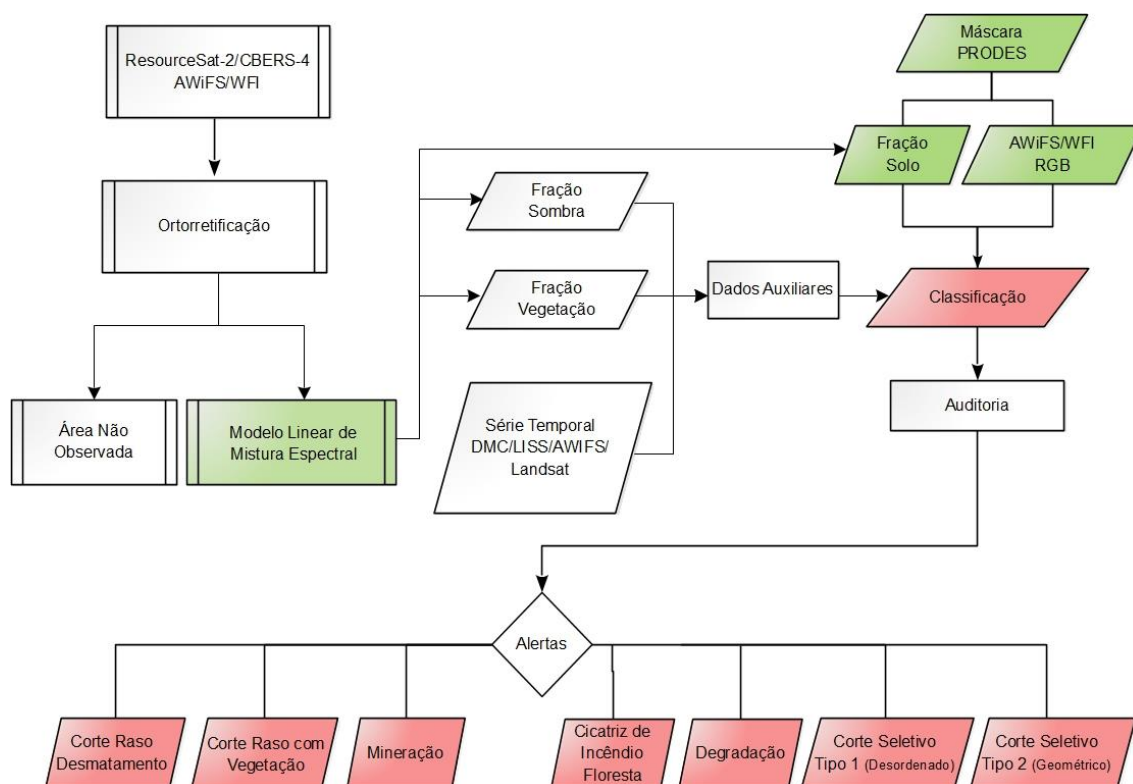 ResourceSat-2/CBERS-4
AWiFS/WFI
Máscara
PRODES
Fração
Solo
AWiFS/WFI
RGB
Ortorretificação
Fração
Sombra
Fração
Vegetação
Dados Auxiliares
Classificação
Área Não
Observada
Modelo Linear de
Mistura Espectral
Série Temporal
DMC/LISS/AWIFS/
Landsat
Auditoria
Alertas
Corte Raso
Desmatamento
Corte Raso com
Vegetação
Mineração
Cicatriz de
Incêndio
Floresta
Degradação
Corte Seletivo
Tipo 1 (Desordenado)
Corte Seletivo
Tipo 2 (Geométrico)